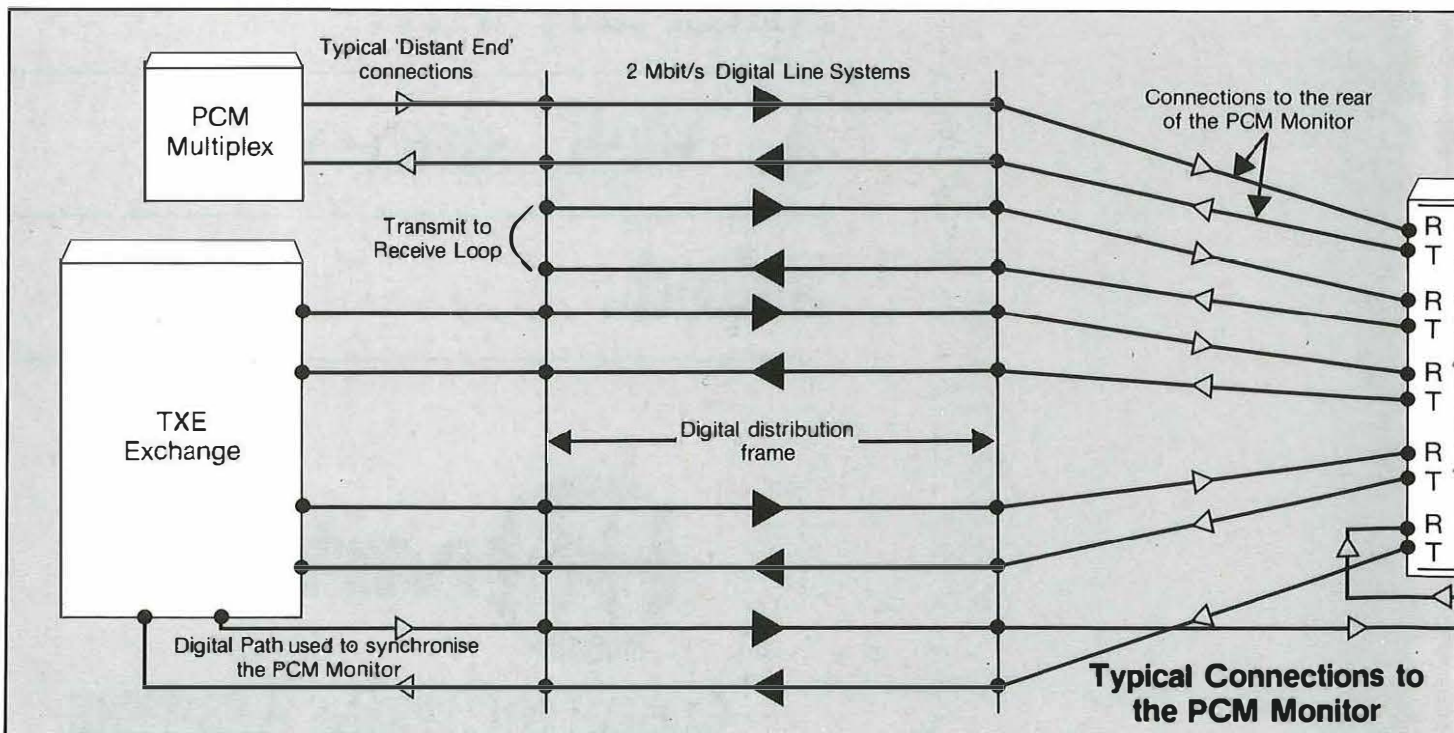 Typical 'Distant End'
connections
2 Mbit/s Digital Line Systems
Connections to the rear
of the PCM Monitor
PCM
Multiplex
Transmit to
Receive Loop
TXE
Exchange
Digital distribution
frame
R
T
R
T
R
T
R
T
R
T
Digital Path used to synchronise
the PCM Monitor
Typical Connections to
the PCM Monitor